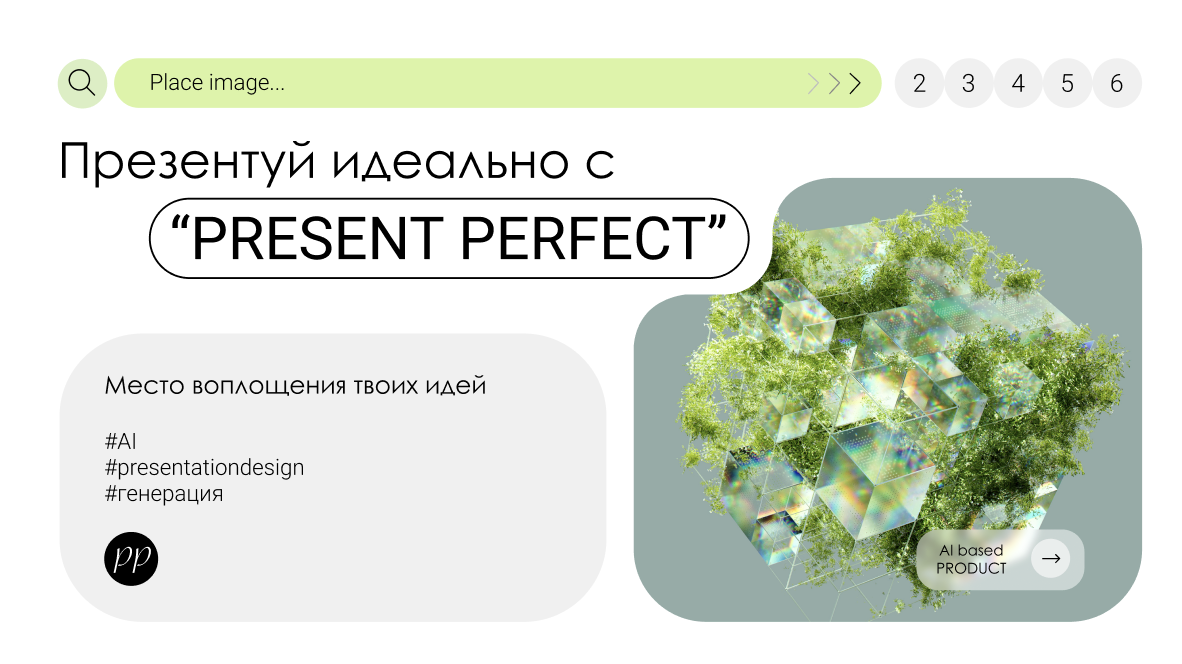 Place image...
2 3 4 5 6
Презентуй идеально с
“PRESENT PERFECT”
Место воплощения твоих идей
#AI
#presentationdesign
#генерация
pp
AI based
PRODUCT